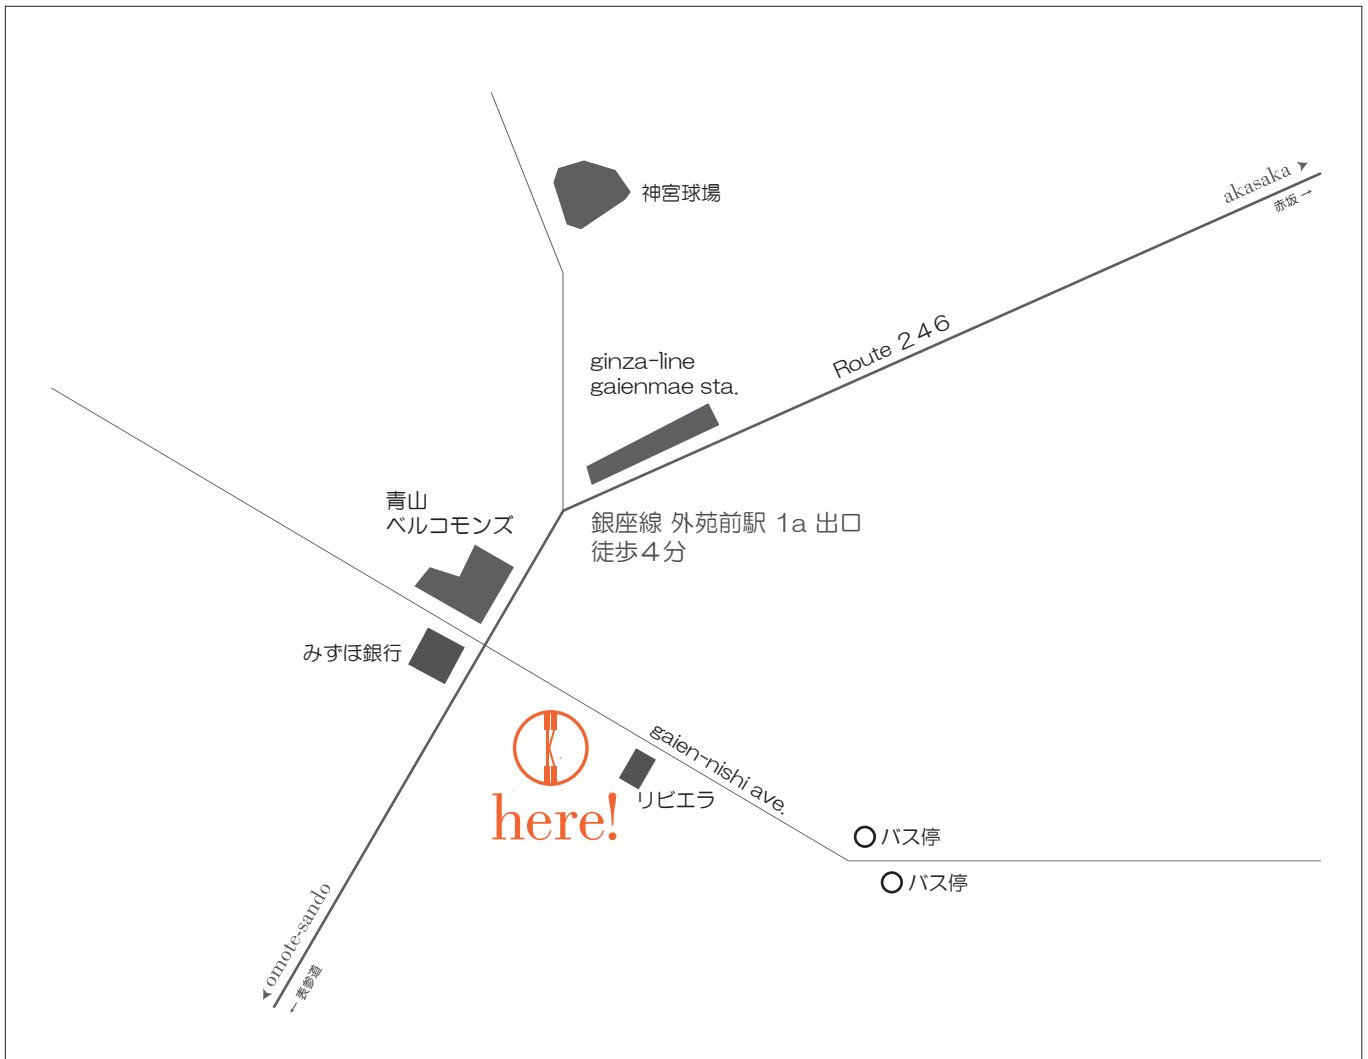 神宮球場
akasaka
赤坂 →
Route 246
ginza-line
gaienmae sta.
青山
ベルコモンズ
銀座線 外苑前駅 1a 出口
徒歩4分
みずほ銀行
gaien-nishi ave.
リビエラ
here!
バス停
バス停
omote-sando
← 表参道